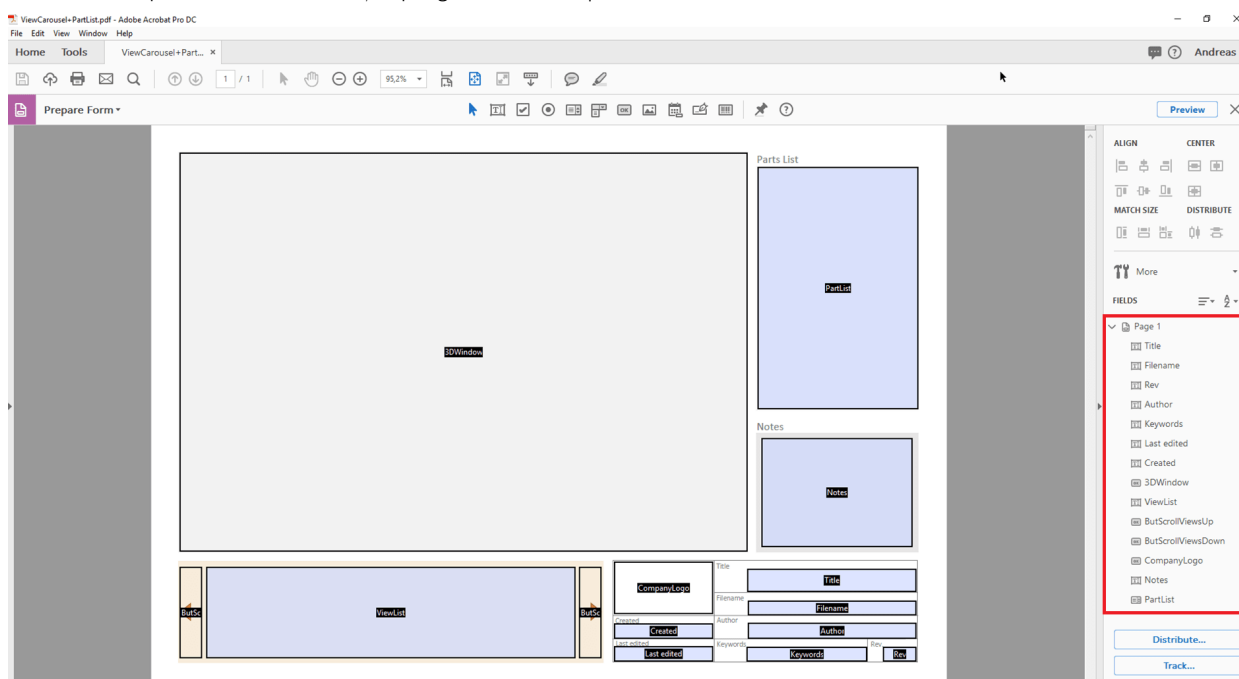 ViewCarousel+PartList.pdf - Adobe Acrobat Pro DC
File Edit View Window Help
Home Tools ViewCarousel+Part... × Andreas
1 / 1 95,2%
Prepare Form Preview
ALIGN CENTER
MATCH SIZE DISTRIBUTE
More
FIELDS
Page 1
Title
Filename
Rev
Author
Keywords
Last edited
Created
3DWindow
ViewList
ButScrollViewsUp
ButScrollViewsDown
CompanyLogo
Notes
PartList
Distribute...
Track...
Parts List
PartList
3DWindow
Notes
Notes
ButSc
ViewList
ButSc
CompanyLogo
Title
Title
Filename
Filename
Created
Created
Author
Author
Last edited
Last edited
Keywords
Keywords
Rev
Rev